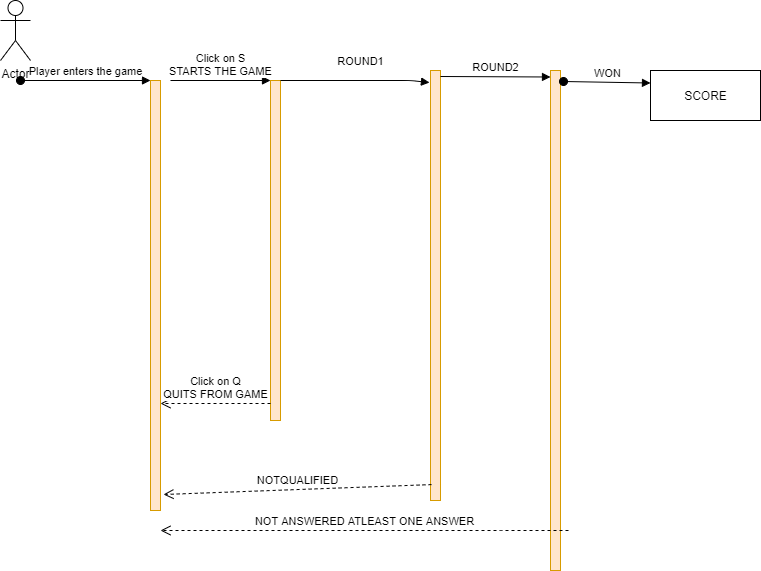 Actor
Player enters the game
Click on S
STARTS THE GAME
ROUND1
ROUND2
WON
SCORE
Click on Q
QUITS FROM GAME
NOTQUALIFIED
NOT ANSWERED ATLEAST ONE ANSWER